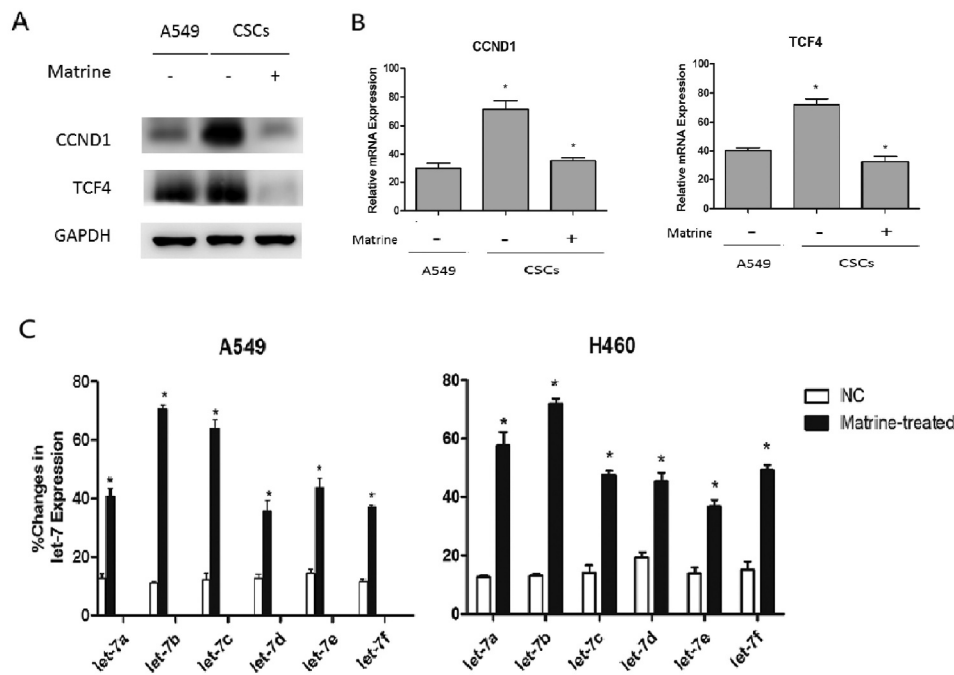 A
A549 CSCs
Matrine - - +
CCND1
TCF4
GAPDH
B
CCND1
Relative mRNA Expression
100
80
60
40
20
0
*
*
Matrine - - +
A549 CSCs
TCF4
Relative mRNA Expression
100
80
60
40
20
0
*
*
Matrine - - +
A549 CSCs
C
A549
%Changes in
let-7 Expression
80
60
40
20
0
* * * * * *
let-7a let-7b let-7c let-7d let-7e let-7f
H460
80
60
40
20
0
* * * * * *
let-7a let-7b let-7c let-7d let-7e let-7f
NC
Matrine-treated